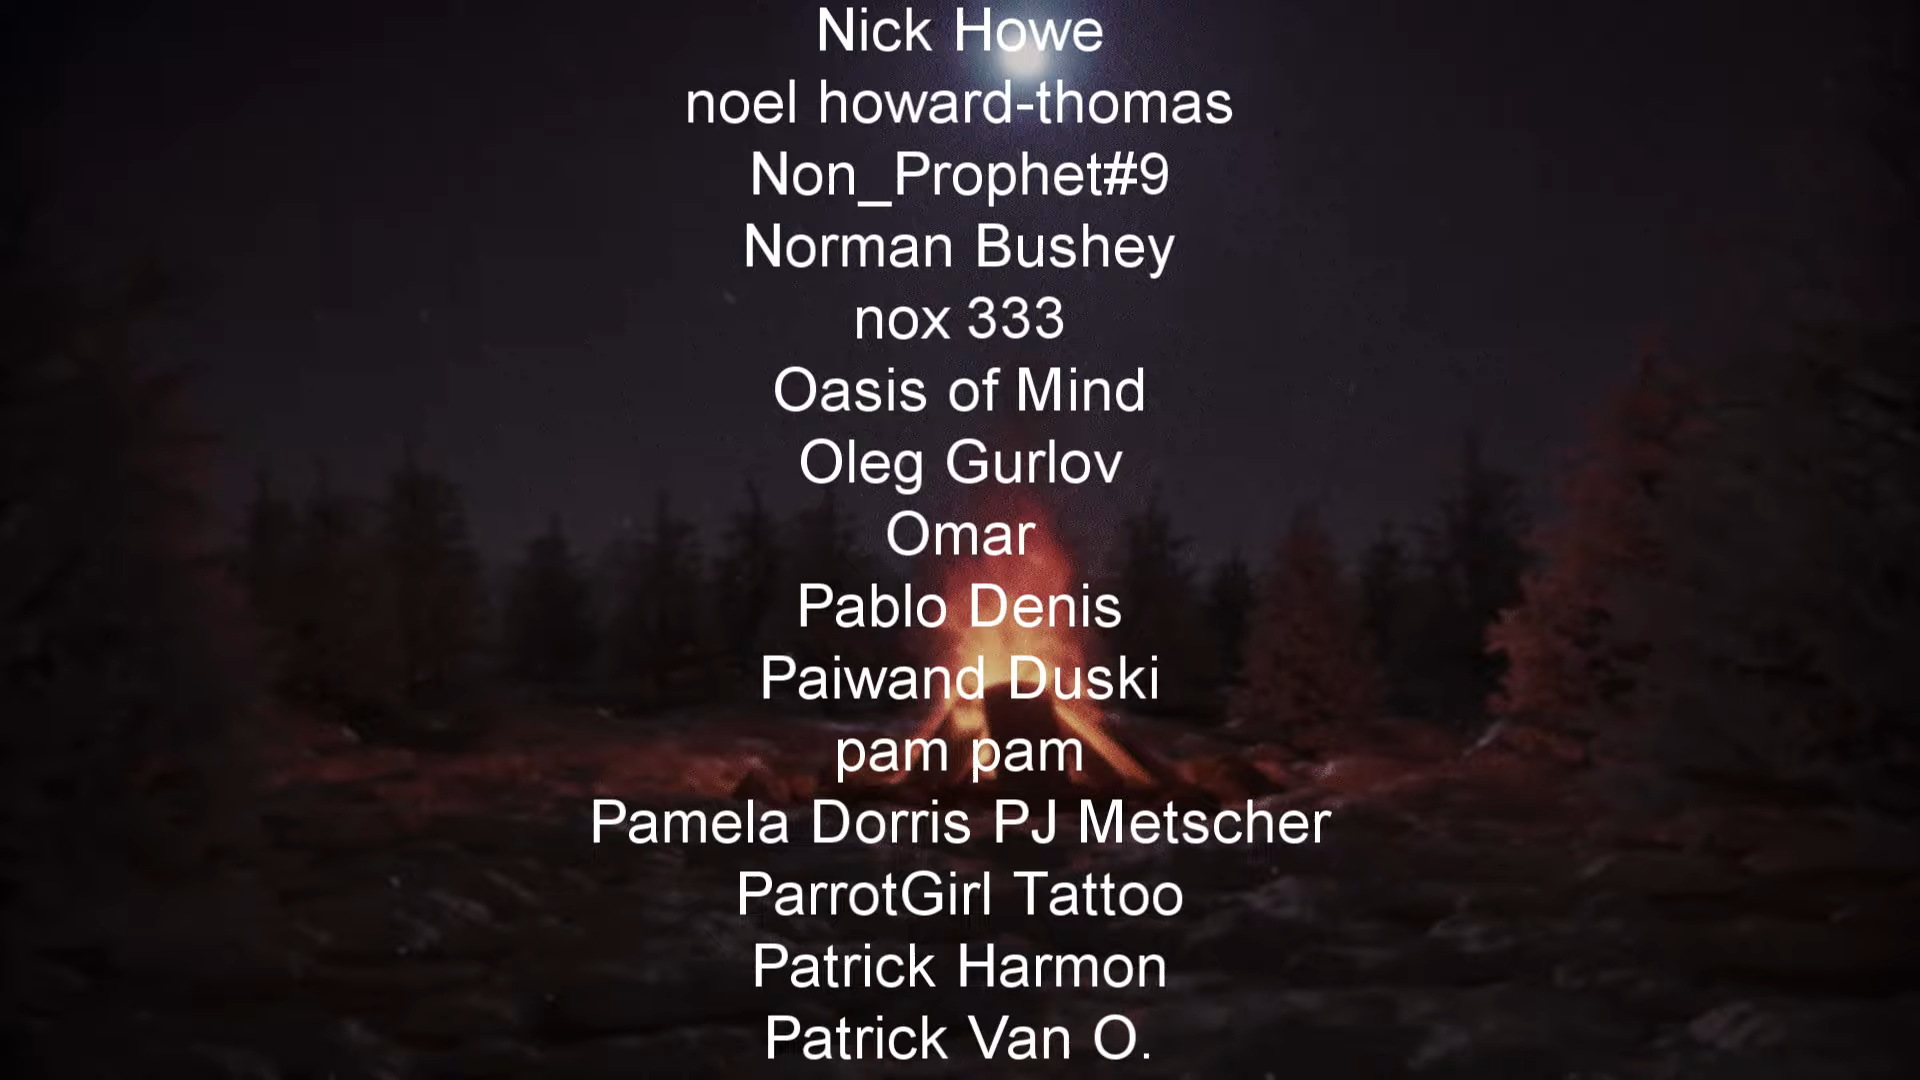 Nick Howe
noel howard-thomas
Non_Prophet#9
Norman Bushey
nox 333
Oasis of Mind
Oleg Gurlov
Omar
Pablo Denis
Paiwand Duski
pam pam
Pamela Dorris PJ Metscher
ParrotGirl Tattoo
Patrick Harmon
Patrick Van O.